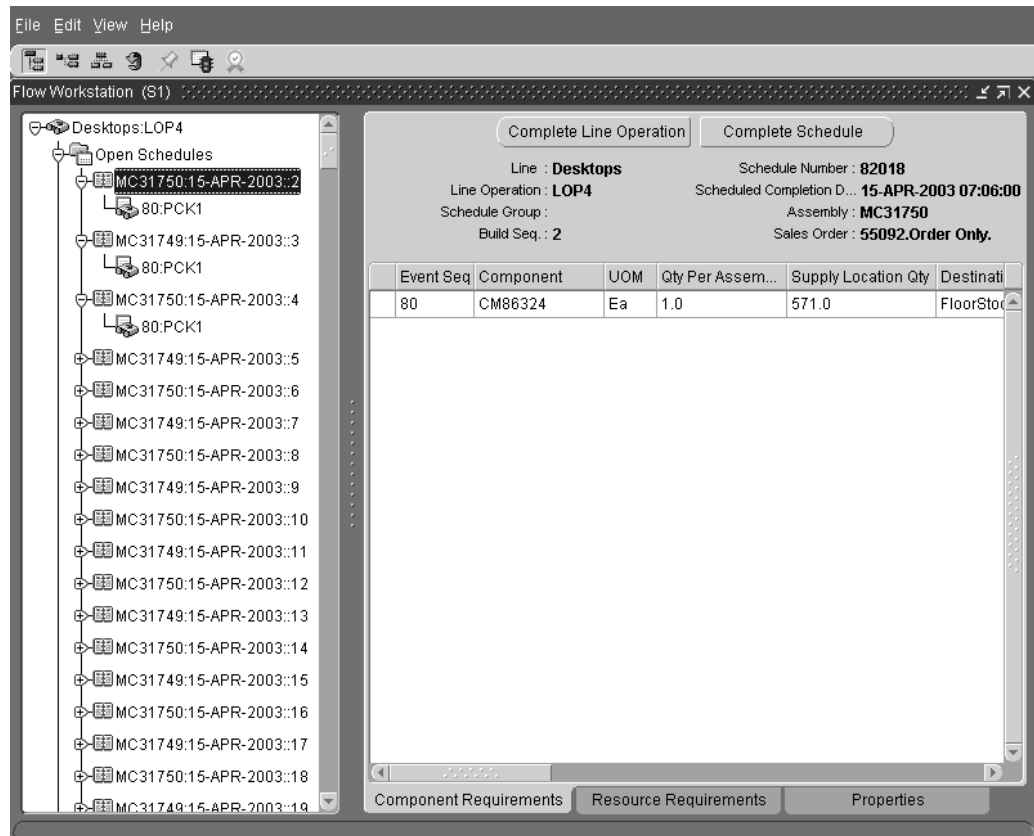 File Edit View Help
Flow Workstation (S1)
Desktops:LOP4
Open Schedules
MC31750:15-APR-2003::2
80:PCK1
MC31749:15-APR-2003::3
80:PCK1
MC31750:15-APR-2003::4
80:PCK1
MC31749:15-APR-2003::5
MC31750:15-APR-2003::6
MC31749:15-APR-2003::7
MC31750:15-APR-2003::8
MC31749:15-APR-2003::9
MC31750:15-APR-2003::10
MC31749:15-APR-2003::11
MC31750:15-APR-2003::12
MC31749:15-APR-2003::13
MC31750:15-APR-2003::14
MC31749:15-APR-2003::15
MC31750:15-APR-2003::16
MC31749:15-APR-2003::17
MC31750:15-APR-2003::18
MC31749:15-APR-2003::19
Complete Line Operation Complete Schedule
Line : Desktops Schedule Number : 82018
Line Operation : LOP4 Scheduled Completion D... 15-APR-2003 07:06:00
Schedule Group : Assembly : MC31750
Build Seq. : 2 Sales Order : 55092.Order Only.
Event Seq Component UOM Qty Per Assem... Supply Location Qty Destinati
80 CM86324 Ea 1.0 571.0 FloorStoc
Component Requirements Resource Requirements Properties